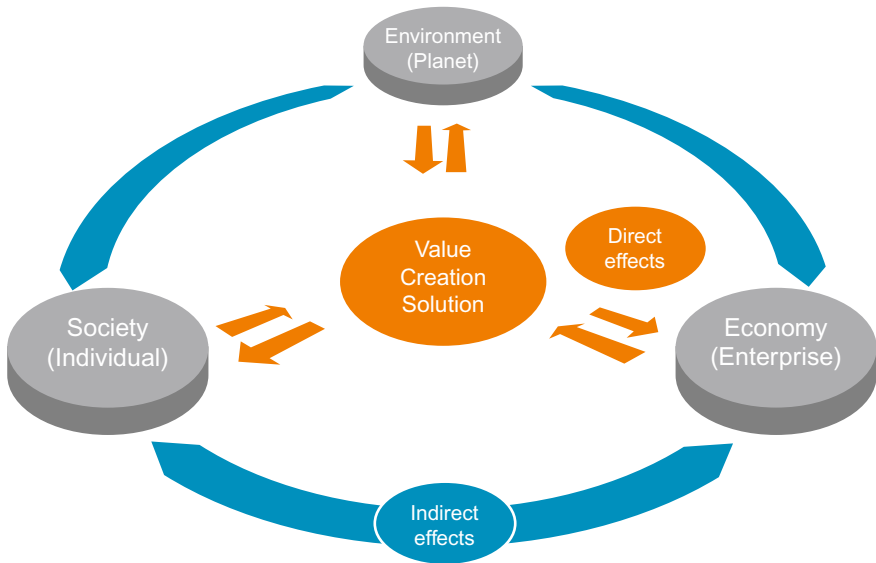 Environment
(Planet)
Value
Creation
Solution
Direct
effects
Society
(Individual)
Economy
(Enterprise)
Indirect
effects